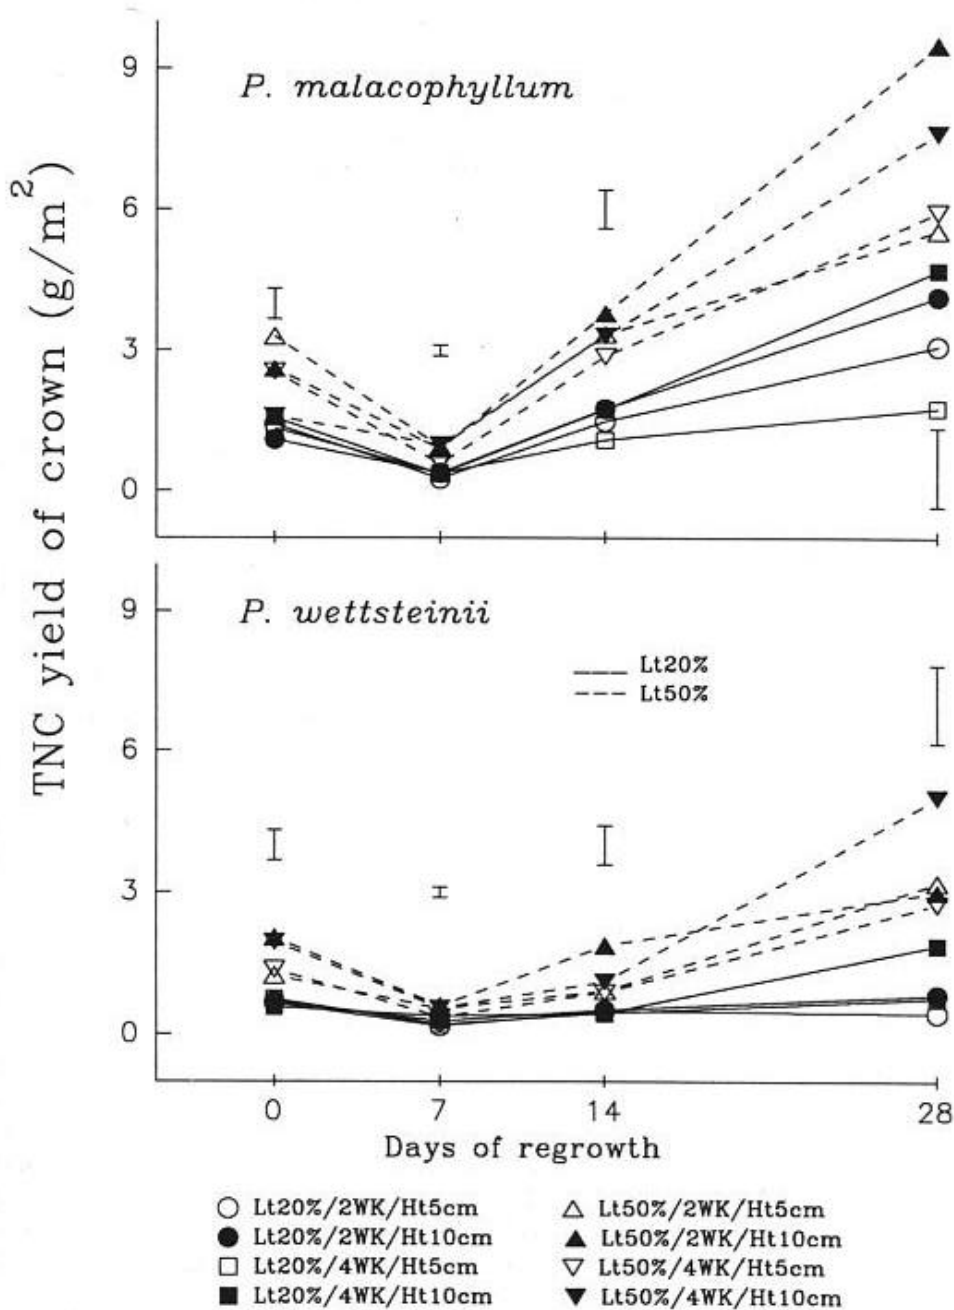 TNC yield of crown (g/m²)
P. malacophyllum
9
6
3
0
P. wettsteinii
Lt20%
Lt50%
9
6
3
0
0 7 14 28
Days of regrowth
Lt20%/2WK/Ht5cm Lt50%/2WK/Ht5cm
Lt20%/2WK/Ht10cm Lt50%/2WK/Ht10cm
Lt20%/4WK/Ht5cm Lt50%/4WK/Ht5cm
Lt20%/4WK/Ht10cm Lt50%/4WK/Ht10cm